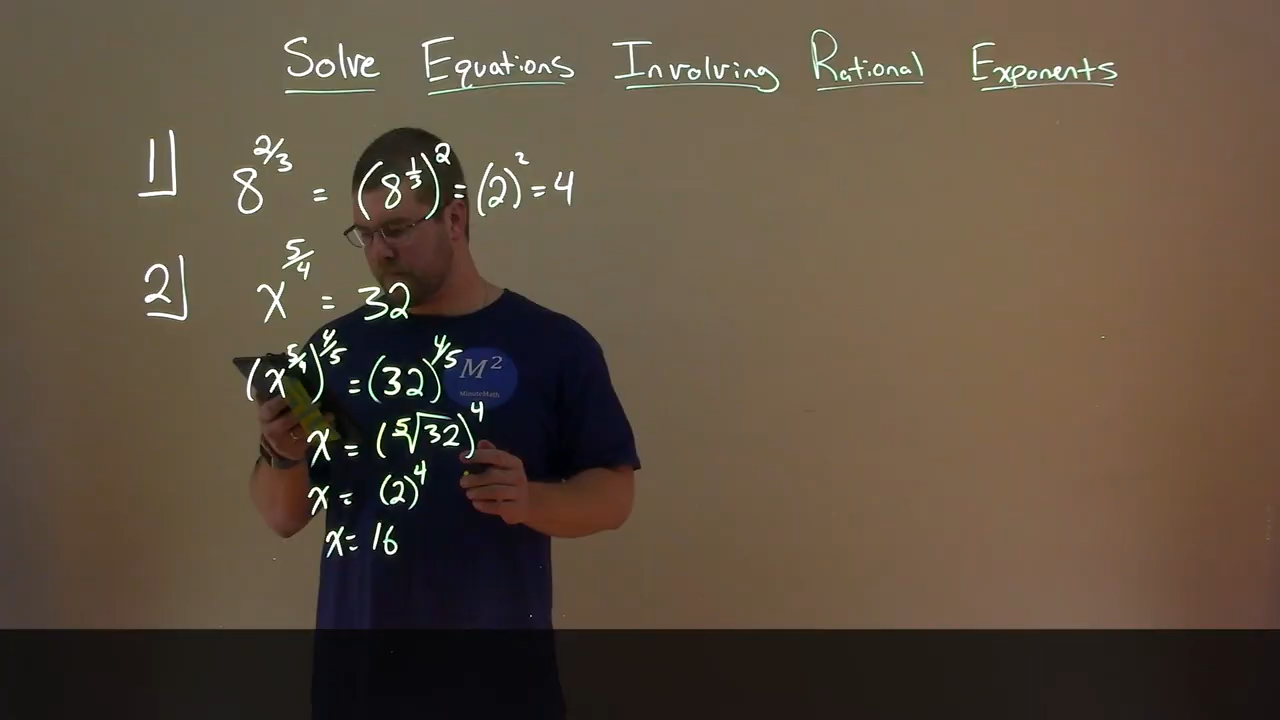 Solve Equations Involving Rational Exponents
1) 8^{2/3} = (8^{1/3})^2 = (2)^2 = 4
2) x^{5/4} = 32
(x^{5/4})^{4/5} = (32)^{4/5}
M²
MinuteMath
x = (⁵√32)^4
x = (2)^4
x = 16